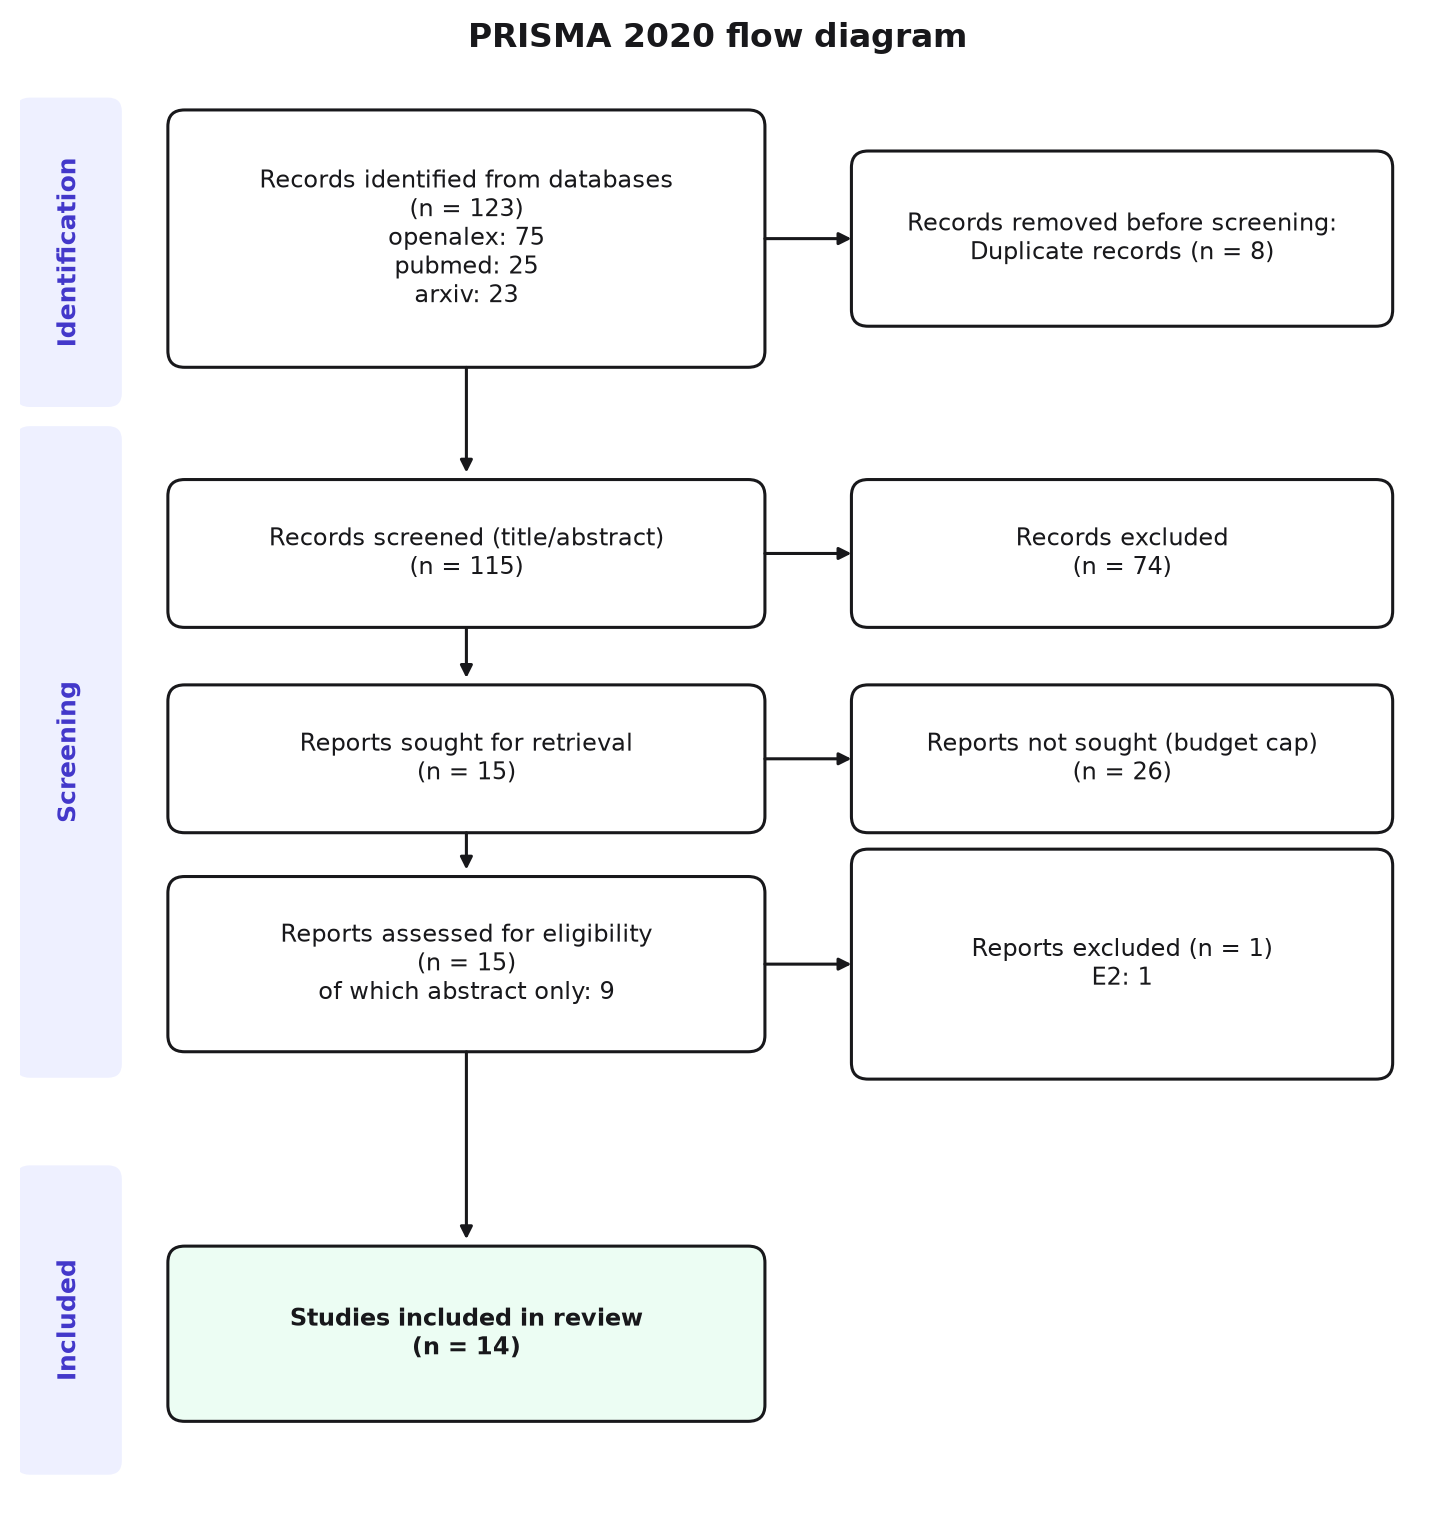 PRISMA 2020 flow diagram
Identification
Records identified from databases
(n = 123)
openalex: 75
pubmed: 25
arxiv: 23
Records removed before screening:
Duplicate records (n = 8)
Screening
Records screened (title/abstract)
(n = 115)
Records excluded
(n = 74)
Reports sought for retrieval
(n = 15)
Reports not sought (budget cap)
(n = 26)
Reports assessed for eligibility
(n = 15)
of which abstract only: 9
Reports excluded (n = 1)
E2: 1
Included
Studies included in review
(n = 14)